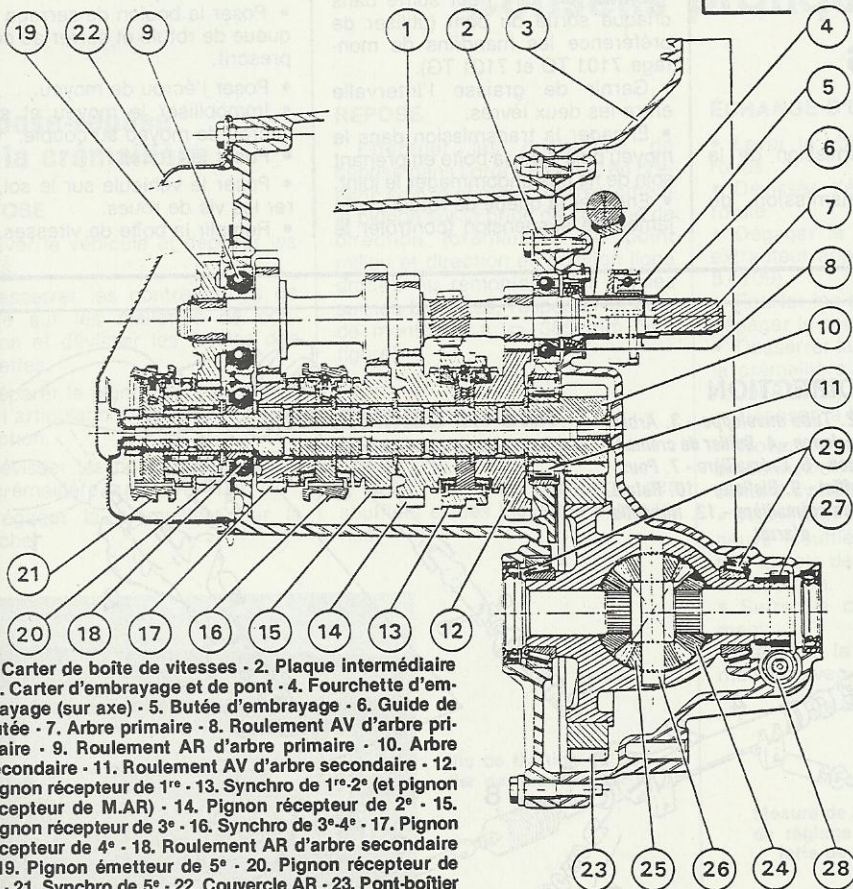 19
22
9
1
2
3
4
5
6
7
8
10
11
29
27
21
20
18
17
16
15
14
13
12
23
25
26
24
28
Carter de boîte de vitesses - 2. Plaque intermédiaire
. Carter d'embrayage et de pont - 4. Fourchette d'em-
ayage (sur axe) - 5. Butée d'embrayage - 6. Guide de
utée - 7. Arbre primaire - 8. Roulement AV d'arbre pri-
aire - 9. Roulement AR d'arbre primaire - 10. Arbre
econdaire - 11. Roulement AV d'arbre secondaire - 12.
gnon récepteur de 1re - 13. Synchro de 1re-2e (et pignon
cepteur de M.AR) - 14. Pignon récepteur de 2e - 15.
gnon récepteur de 3e - 16. Synchro de 3e-4e - 17. Pignon
cepteur de 4e - 18. Roulement AR d'arbre secondaire
19. Pignon émetteur de 5e - 20. Pignon récepteur de
- 21. Synchro de 5e - 22. Couvercle AR - 23. Pont-boîtier